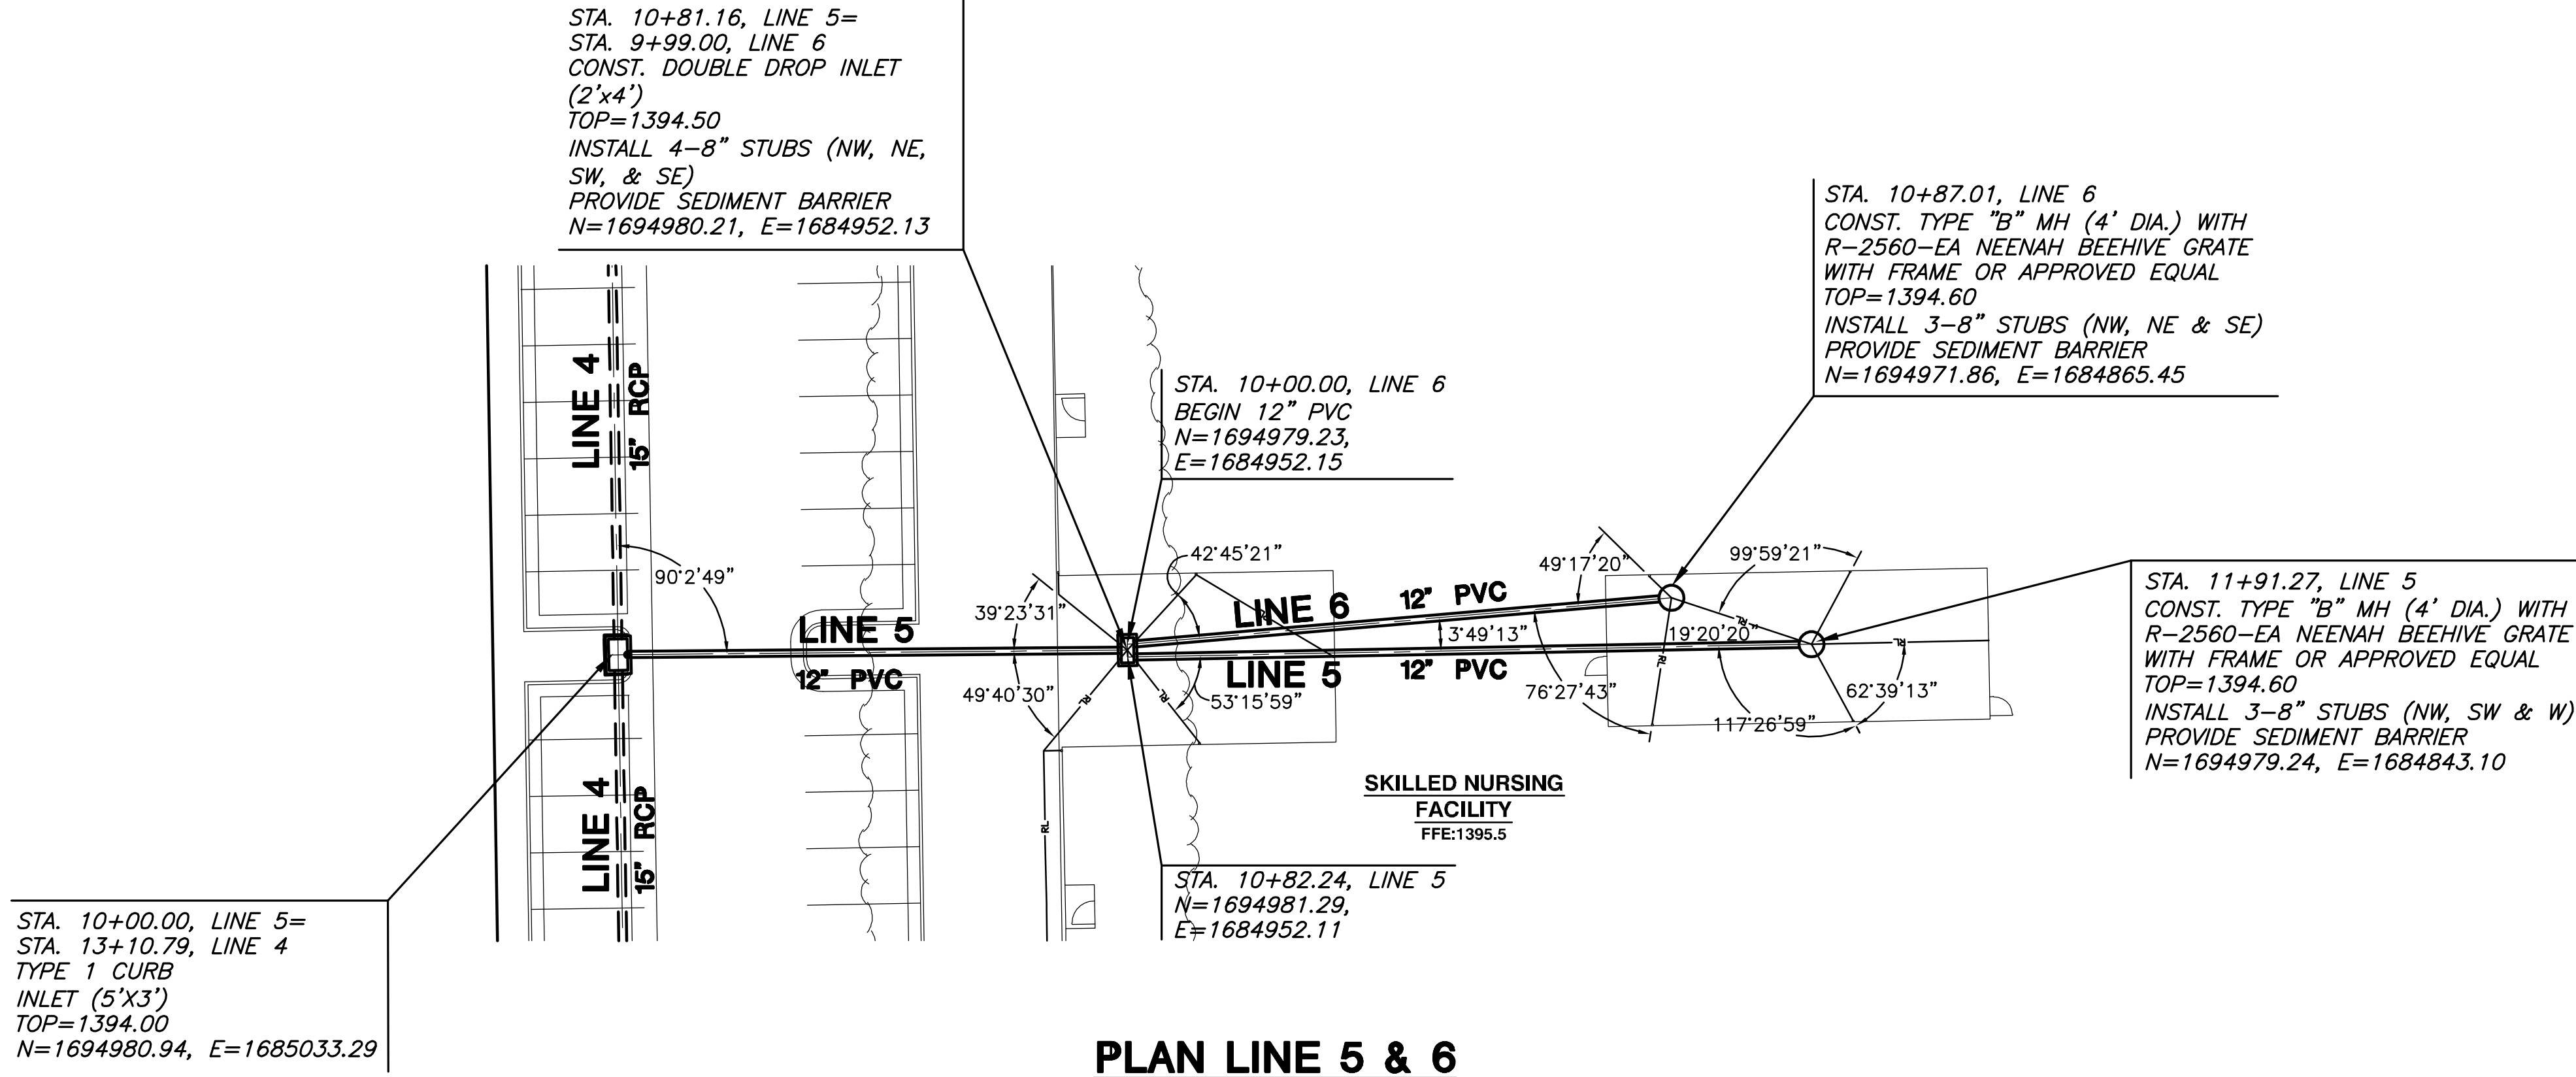 STA. 10+81.16, LINE 5=
STA. 9+99.00, LINE 6
CONST. DOUBLE DROP INLET
(2'x4')
TOP=1394.50
INSTALL 4-8" STUBS (NW, NE,
SW, & SE)
PROVIDE SEDIMENT BARRIER
N=1694980.21, E=1684952.13
STA. 10+87.01, LINE 6
CONST. TYPE "B" MH (4' DIA.) WITH
R-2560-EA NEENAH BEEHIVE GRATE
WITH FRAME OR APPROVED EQUAL
TOP=1394.60
INSTALL 3-8" STUBS (NW, NE & SE)
PROVIDE SEDIMENT BARRIER
N=1694971.86, E=1684865.45
STA. 10+00.00, LINE 6
BEGIN 12" PVC
N=1694979.23,
E=1684952.15
LINE 4
15" RCP
90°2'49"
39°23'31"
42°45'21"
49°17'20"
99°59'21"
LINE 5
12" PVC
LINE 6
12" PVC
3°49'13"
19°20'20"
RL
RL
LINE 5
12" PVC
49°40'30"
RL
RL
53°15'59"
76°27'43"
RL
117°26'59"
62°39'13"
STA. 11+91.27, LINE 5
CONST. TYPE "B" MH (4' DIA.) WITH
R-2560-EA NEENAH BEEHIVE GRATE
WITH FRAME OR APPROVED EQUAL
TOP=1394.60
INSTALL 3-8" STUBS (NW, SW & W)
PROVIDE SEDIMENT BARRIER
N=1694979.24, E=1684843.10
SKILLED NURSING
FACILITY
FFE:1395.5
LINE 4
15" RCP
RL
STA. 10+82.24, LINE 5
N=1694981.29,
E=1684952.11
STA. 10+00.00, LINE 5=
STA. 13+10.79, LINE 4
TYPE 1 CURB
INLET (5'X3')
TOP=1394.00
N=1694980.94, E=1685033.29
PLAN LINE 5 & 6